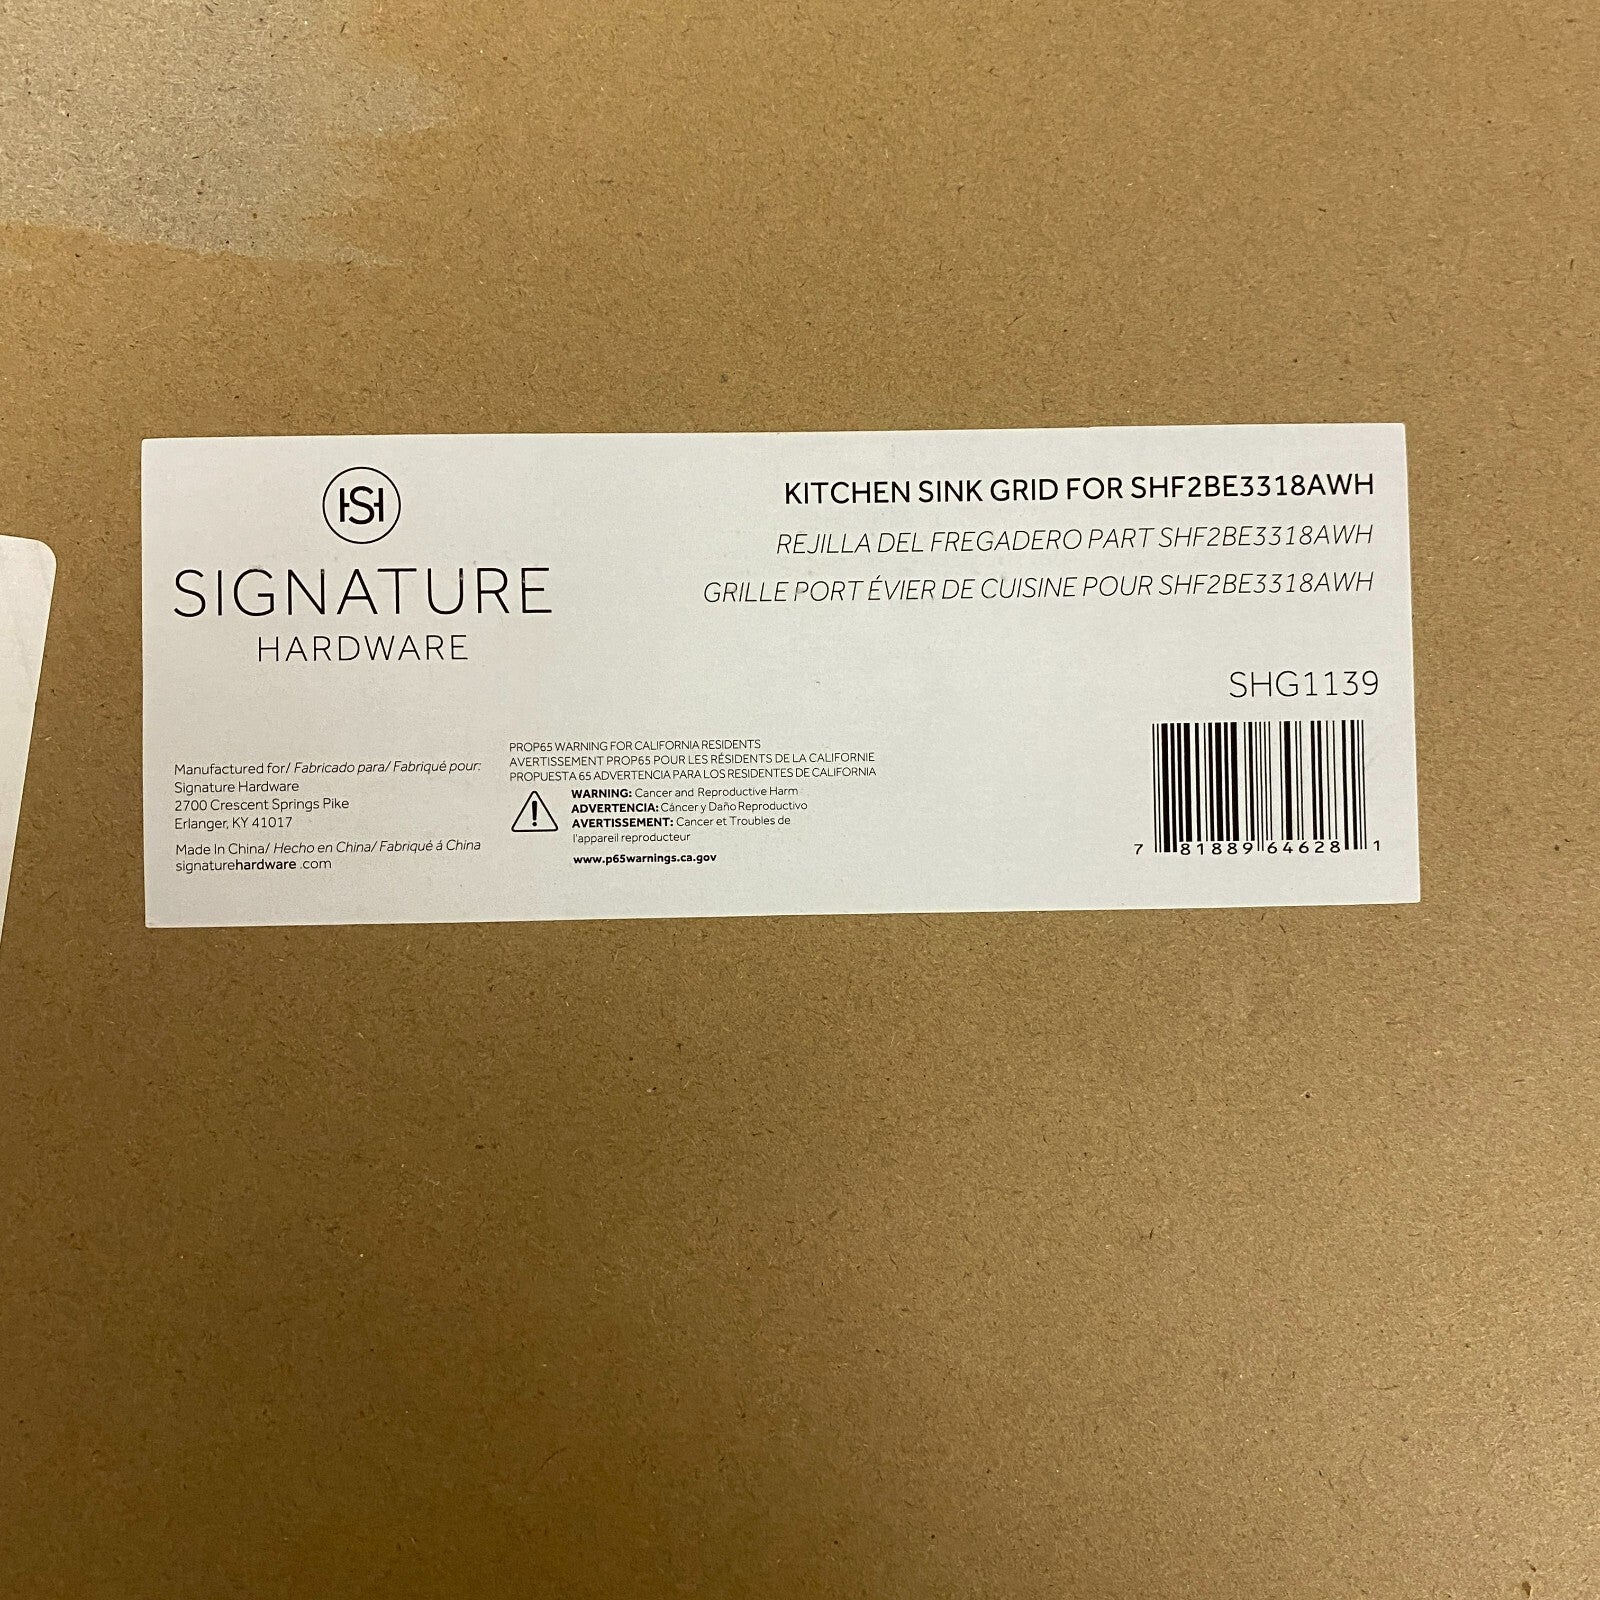 HSH
SIGNATURE
HARDWARE
KITCHEN SINK GRID FOR SHF2BE3318AWH
REJILLA DEL FREGADERO PART SHF2BE3318AWH
GRILLE PORT ÉVIER DE CUISINE POUR SHF2BE3318AWH
SHG1139
Manufactured for/ Fabricado para/ Fabriqué pour:
Signature Hardware
2700 Crescent Springs Pike
Erlanger, KY 41017
Made In China/ Hecho en China/ Fabriqué á China
signaturehardware .com
PROP65 WARNING FOR CALIFORNIA RESIDENTS
AVERTISSEMENT PROP65 POUR LES RÉSIDENTS DE LA CALIFORNIE
PROPUESTA 65 ADVERTENCIA PARA LOS RESIDENTES DE CALIFORNIA
WARNING: Cancer and Reproductive Harm
ADVERTENCIA: Cáncer y Daño Reproductivo
AVERTISSEMENT: Cancer et Troubles de
l'appareil reproducteur
www.p65warnings.ca.gov
7 81889 64628 1